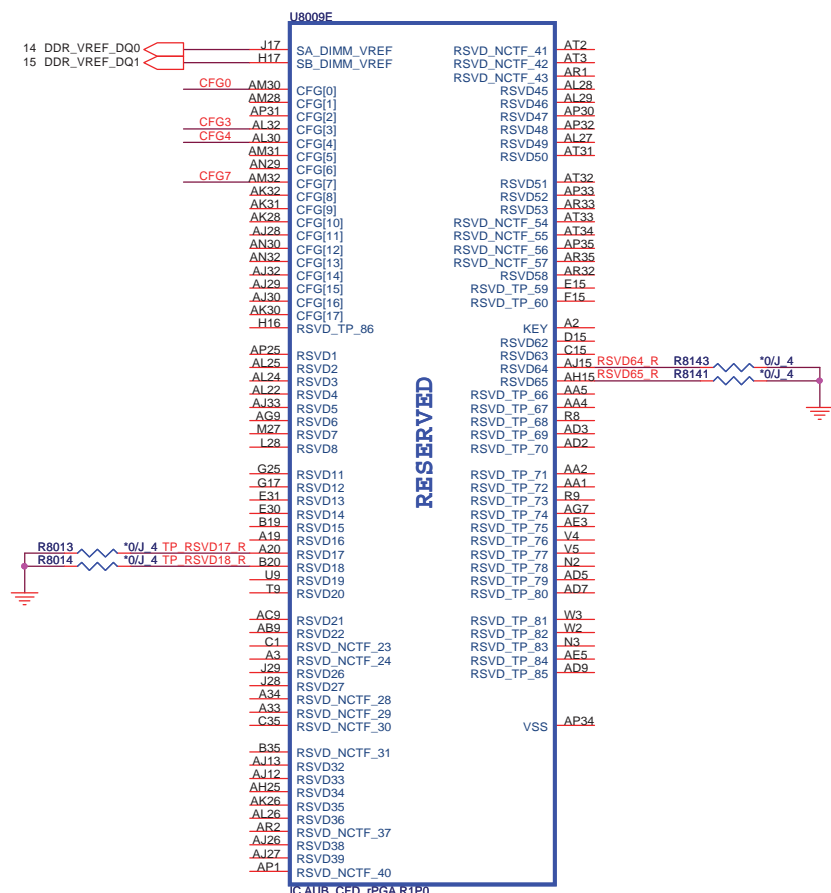 U8009E
14 DDR_VREF_DQ0 J17 SA_DIMM_VREF RSVD_NCTF_41 AT2
15 DDR_VREF_DQ1 H17 SB_DIMM_VREF RSVD_NCTF_42 AT3
RSVD_NCTF_43 AR1
CFG0 AM30 CFG[0] RSVD45 AL28
AM28 CFG[1] RSVD46 AL29
AP31 CFG[2] RSVD47 AP30
CFG3 AL32 CFG[3] RSVD48 AP32
CFG4 AL30 CFG[4] RSVD49 AL27
AM31 CFG[5] RSVD50 AT31
AN29 CFG[6]
CFG7 AM32 CFG[7] RSVD51 AT32
AK32 CFG[8] RSVD52 AP33
AK31 CFG[9] RSVD53 AR33
AK28 CFG[10] RSVD_NCTF_54 AT33
AJ28 CFG[11] RSVD_NCTF_55 AT34
AN30 CFG[12] RSVD_NCTF_56 AP35
AN32 CFG[13] RSVD_NCTF_57 AR35
AJ32 CFG[14] RSVD58 AR32
AJ29 CFG[15] RSVD_TP_59 E15
AJ30 CFG[16] RSVD_TP_60 F15
AK30 CFG[17]
H16 RSVD_TP_86 KEY A2
RSVD62 D15
AP25 RSVD1 RSVD63 C15
AL25 RSVD2 RSVD64 AJ15 RSVD64_R R8143 *0/J_4
AL24 RSVD3 RSVD65 AH15 RSVD65_R R8141 *0/J_4
AL22 RSVD4 RSVD_TP_66 AA5
AJ33 RSVD5 RSVD_TP_67 AA4
AG9 RSVD6 RSVD_TP_68 R8
M27 RSVD7 RSVD_TP_69 AD3
L28 RSVD8 RSVD_TP_70 AD2
RESERVED
G25 RSVD11 RSVD_TP_71 AA2
G17 RSVD12 RSVD_TP_72 AA1
E31 RSVD13 RSVD_TP_73 R9
E30 RSVD14 RSVD_TP_74 AG7
B19 RSVD15 RSVD_TP_75 AE3
A19 RSVD16 RSVD_TP_76 V4
R8013 *0/J_4 TP_RSVD17_R A20 RSVD17 RSVD_TP_77 V5
R8014 *0/J_4 TP_RSVD18_R B20 RSVD18 RSVD_TP_78 N2
U9 RSVD19 RSVD_TP_79 AD5
T9 RSVD20 RSVD_TP_80 AD7
AC9 RSVD21 RSVD_TP_81 W3
AB9 RSVD22 RSVD_TP_82 W2
C1 RSVD_NCTF_23 RSVD_TP_83 N3
A3 RSVD_NCTF_24 RSVD_TP_84 AE5
J29 RSVD26 RSVD_TP_85 AD9
J28 RSVD27
A34 RSVD_NCTF_28
A33 RSVD_NCTF_29
C35 RSVD_NCTF_30 VSS AP34
B35 RSVD_NCTF_31
AJ13 RSVD32
AJ12 RSVD33
AH25 RSVD34
AK26 RSVD35
AL26 RSVD36
AR2 RSVD_NCTF_37
AJ26 RSVD38
AJ27 RSVD39
AP1 RSVD_NCTF_40
IC,AUB_CFD_rPGA,R1P0